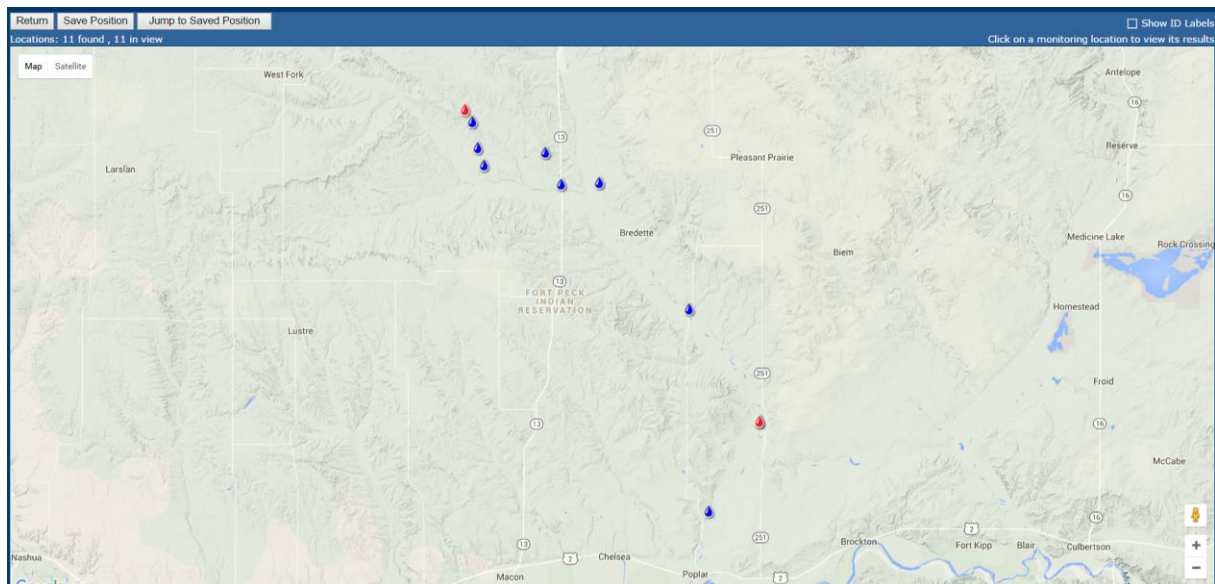 Return Save Position Jump to Saved Position
Show ID Labels
Locations: 11 found , 11 in view
Click on a monitoring location to view its results
Map Satellite
West Fork
Antelope
16
13
251
Reserve
Pleasant Prairie
Larslan
16
251
Bredette
Medicine Lake
Rock Crossing
Biem
13
FORT PECK
INDIAN
RESERVATION
Homestead
Lustre
251
Froid
13
16
McCabe
16
2
251
Brockton
Fort Kipp
Blair
Culbertson
13
Nashua
2
Chelsea
Macon
Poplar
2